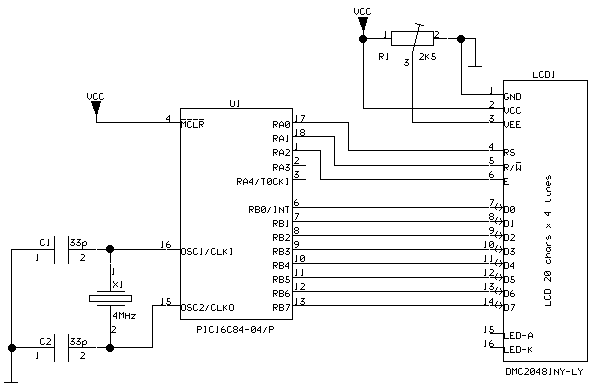 VCC
1 2
R1 3 2K5
LCD1
VCC
U1
1 GND
2 VCC
3 VEE
4 MCLR
RA0 17
RA1 18
RA2 1
RA3 2
RA4/T0CKI 3
4 RS
5 R/W
6 E
RB0/INT 6
RB1 7
RB2 8
RB3 9
RB4 10
RB5 11
RB6 12
RB7 13
7 D0
8 D1
9 D2
10 D3
11 D4
12 D5
13 D6
14 D7
LCD 20 chars x 4 lines
C1 33p
1 2
16 OSC1/CLKI
1
X1
4MHz
2
15 OSC2/CLKO
C2 33p
1 2
PIC16C84-04/P
15 LED-A
16 LED-K
DMC20481NY-LY